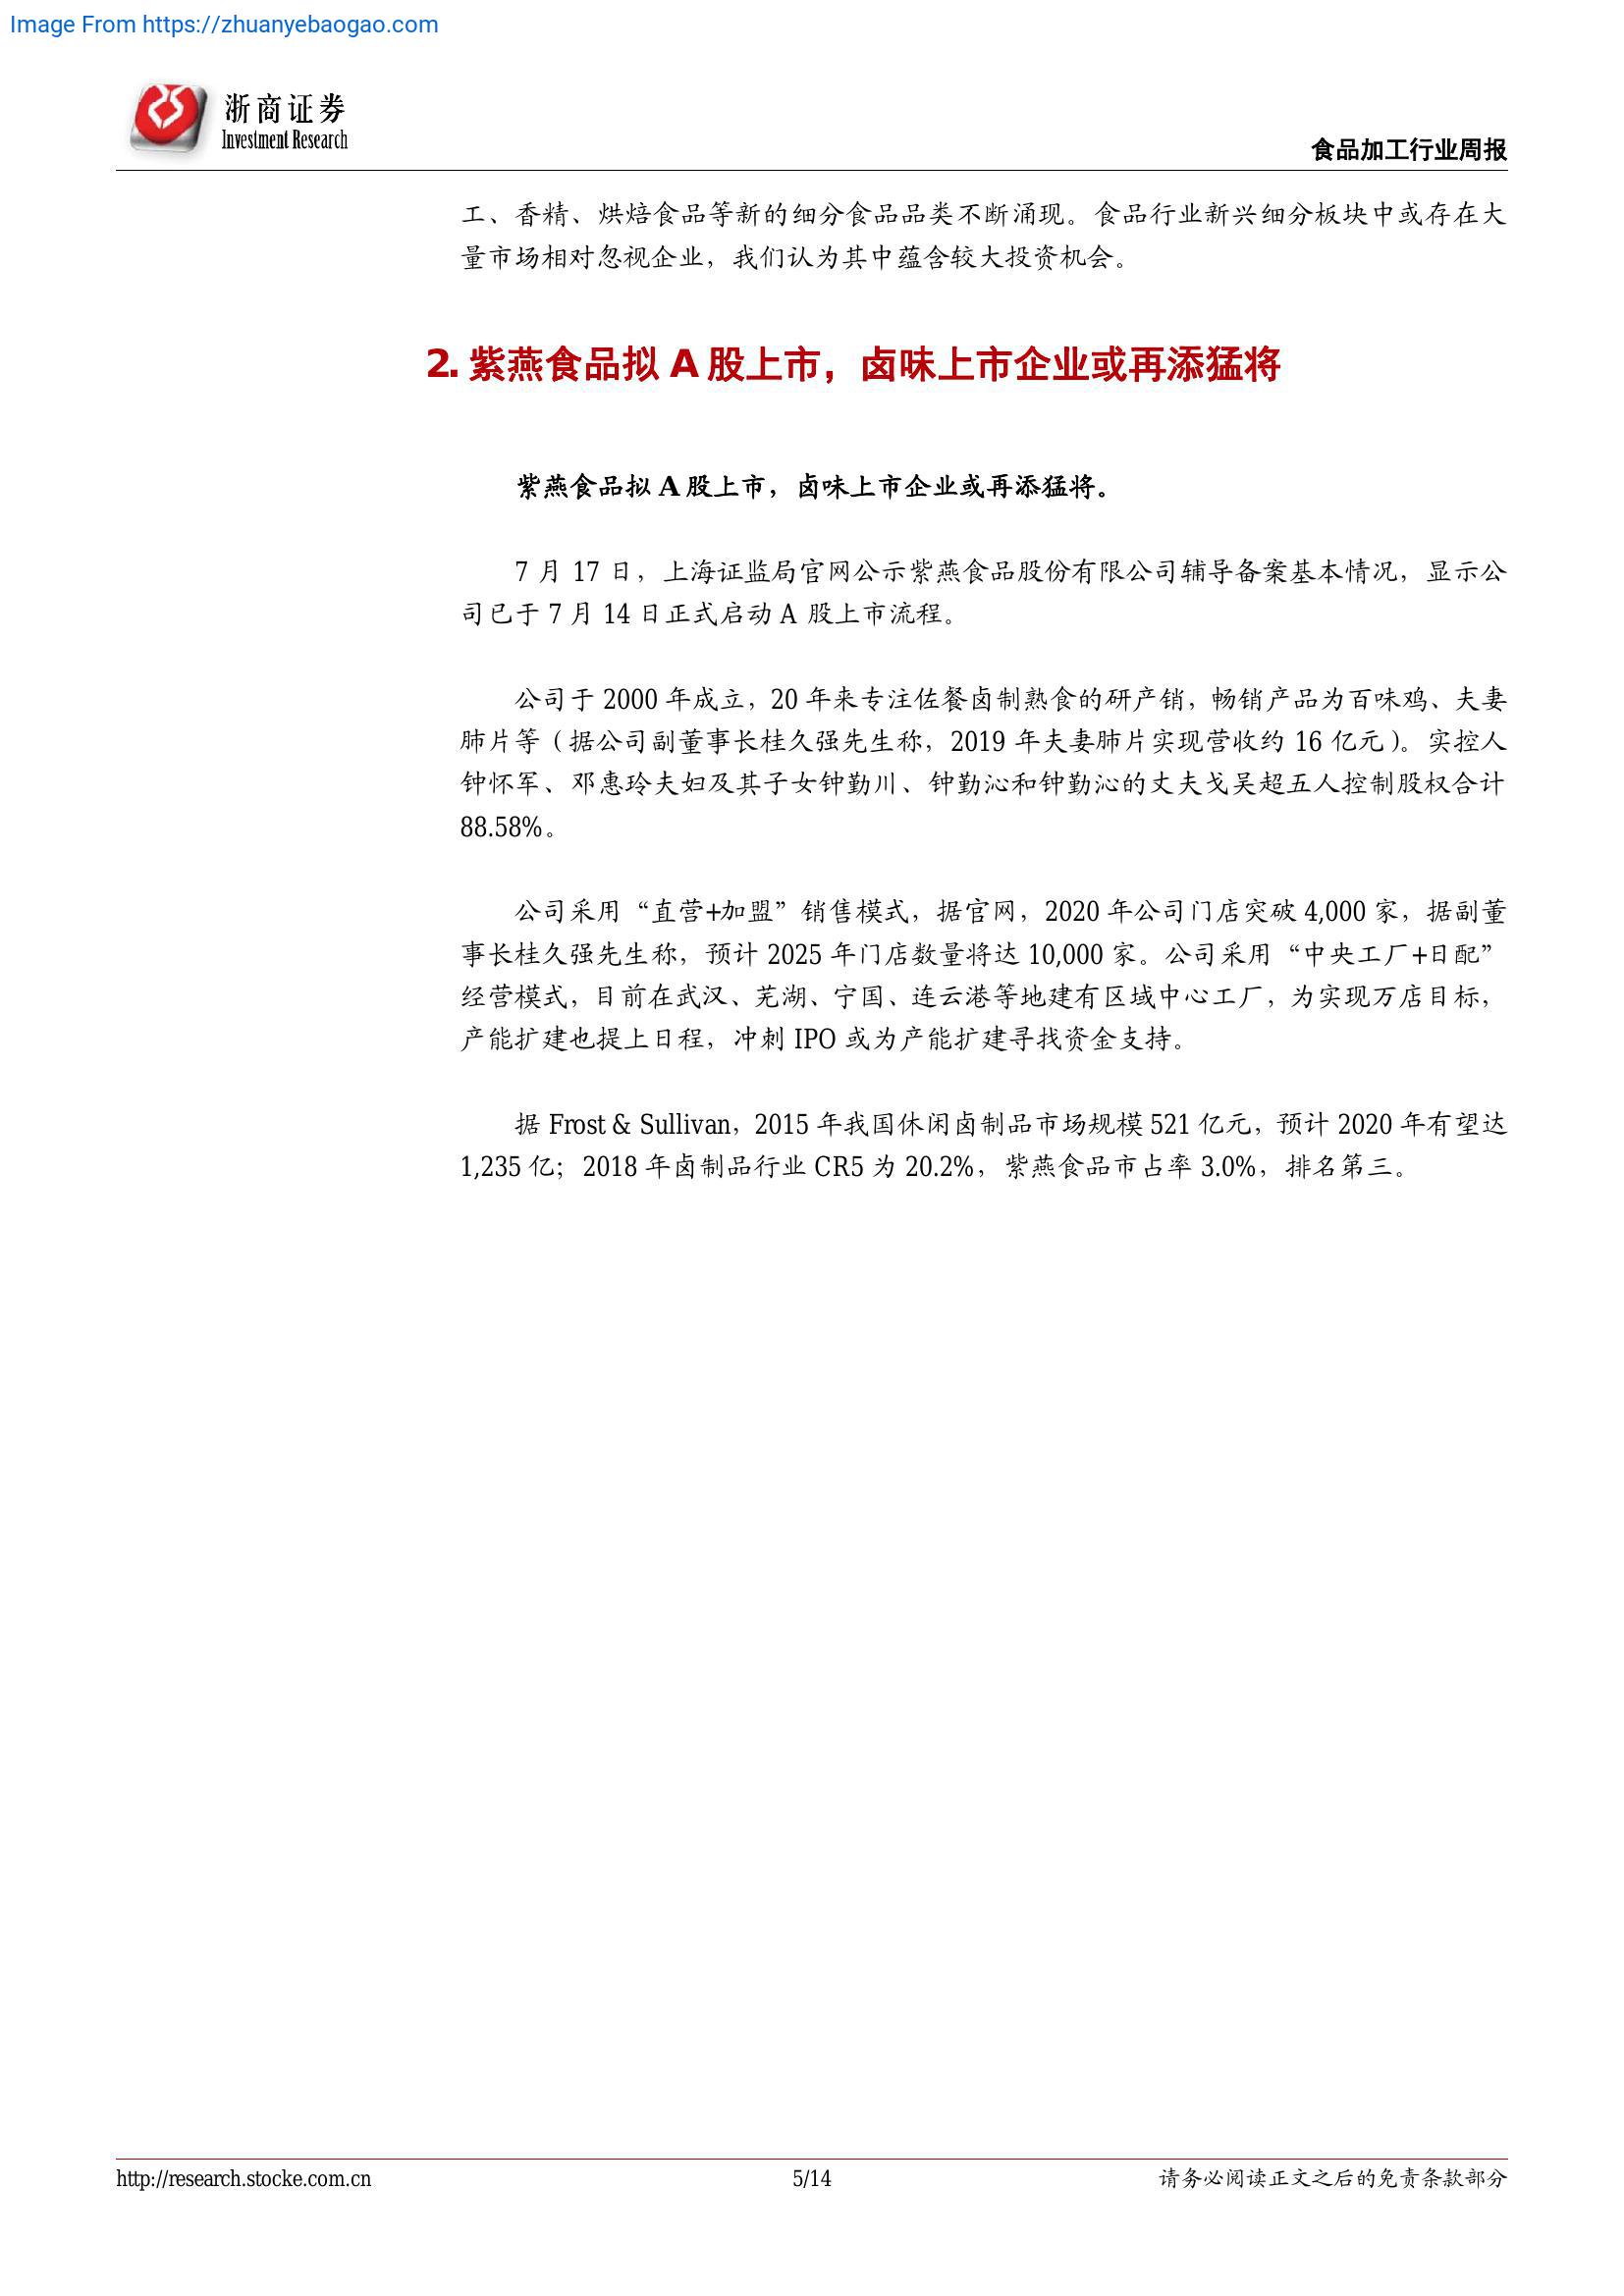 Image From https://zhuanyebaogao.com
浙商证券
Investment Research
食品加工行业周报
工、香精、烘焙食品等新的细分食品品类不断涌现。食品行业新兴细分板块中或存在大
量市场相对忽视企业，我们认为其中蕴含较大投资机会。
2. 紫燕食品拟 A 股上市，卤味上市企业或再添猛将
紫燕食品拟 A 股上市，卤味上市企业或再添猛将。
7 月 17 日，上海证监局官网公示紫燕食品股份有限公司辅导备案基本情况，显示公
司已于 7 月 14 日正式启动 A 股上市流程。
公司于 2000 年成立，20 年来专注佐餐卤制熟食的研产销，畅销产品为百味鸡、夫妻
肺片等（据公司副董事长桂久强先生称，2019 年夫妻肺片实现营收约 16 亿元）。实控人
钟怀军、邓惠玲夫妇及其子女钟勤川、钟勤沁和钟勤沁的丈夫戈吴超五人控制股权合计
88.58%。
公司采用“直营+加盟”销售模式，据官网，2020 年公司门店突破 4,000 家，据副董
事长桂久强先生称，预计 2025 年门店数量将达 10,000 家。公司采用“中央工厂+日配”
经营模式，目前在武汉、芜湖、宁国、连云港等地建有区域中心工厂，为实现万店目标，
产能扩建也提上日程，冲刺 IPO 或为产能扩建寻找资金支持。
据 Frost & Sullivan，2015 年我国休闲卤制品市场规模 521 亿元，预计 2020 年有望达
1,235 亿；2018 年卤制品行业 CR5 为 20.2%，紫燕食品市占率 3.0%，排名第三。
http://research.stocke.com.cn
5/14
请务必阅读正文之后的免责条款部分